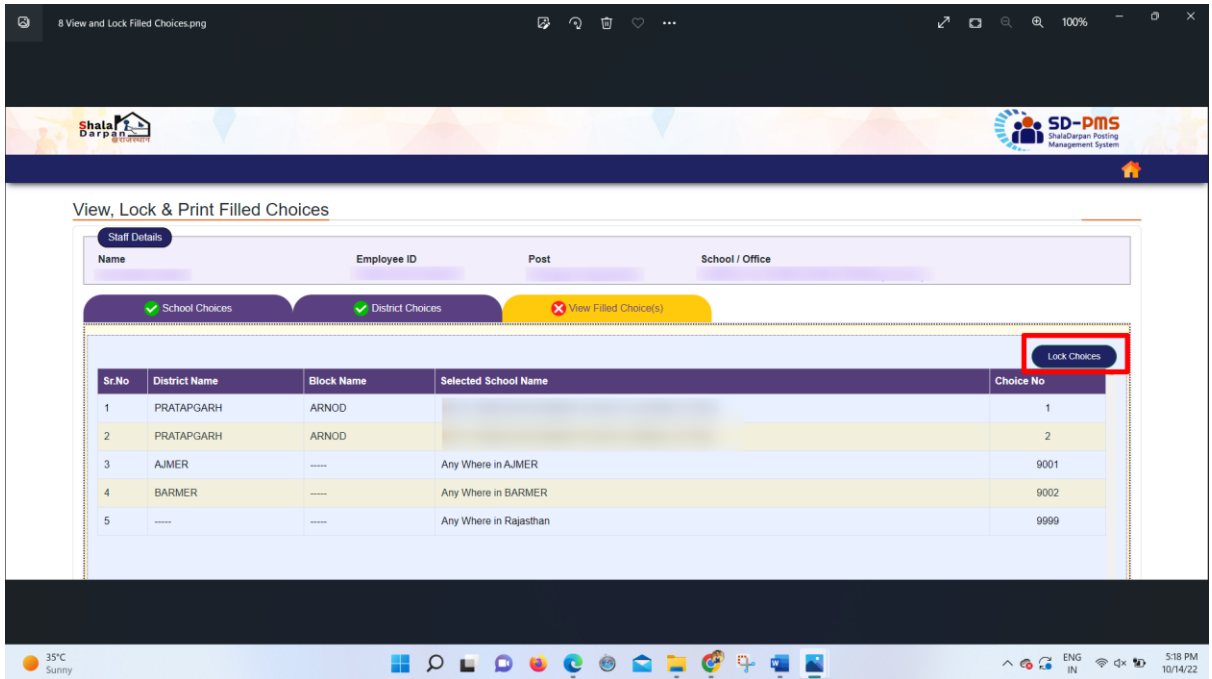 8 View and Lock Filled Choices.png
100%
Shala
Darpan
राजस्थान
SD-PMS
ShalaDarpan Posting
Management System
View, Lock & Print Filled Choices
Staff Details
Name Employee ID Post School / Office
School Choices District Choices View Filled Choice(s)
Lock Choices
Sr.No District Name Block Name Selected School Name Choice No
1 PRATAPGARH ARNOD 1
2 PRATAPGARH ARNOD 2
3 AJMER ----- Any Where in AJMER 9001
4 BARMER ----- Any Where in BARMER 9002
5 ----- ----- Any Where in Rajasthan 9999
35°C
Sunny
ENG
IN
5:18 PM
10/14/22